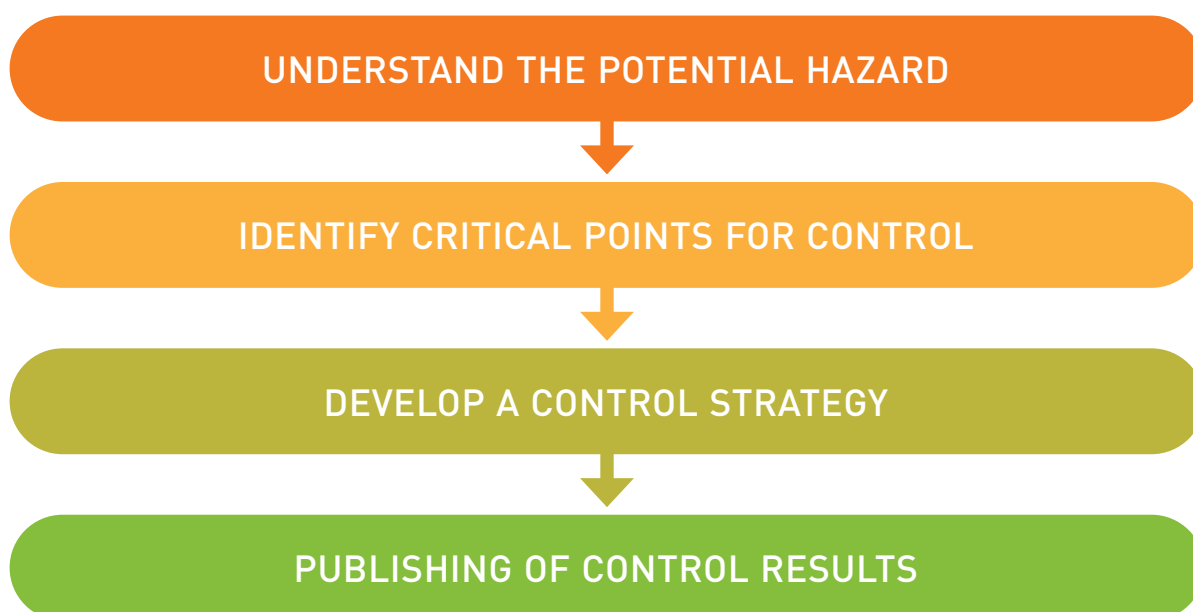 UNDERSTAND THE POTENTIAL HAZARD
IDENTIFY CRITICAL POINTS FOR CONTROL
DEVELOP A CONTROL STRATEGY
PUBLISHING OF CONTROL RESULTS